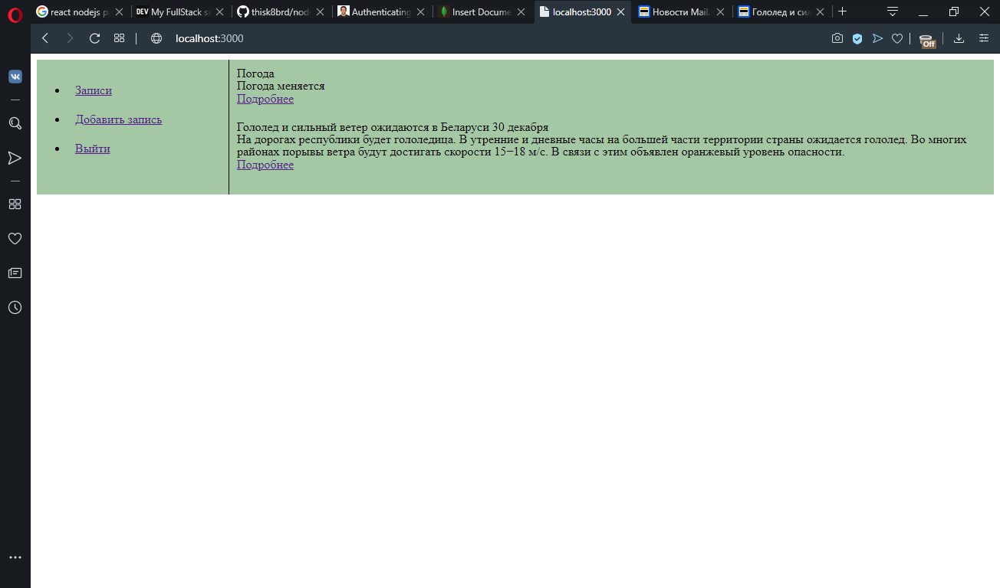 react nodejs p
DEV My FullStack s
thisk8brd/nod
Authenticating
Insert Docume
localhost:3000
Новости Mail.
Гололед и сил
localhost:3000
Off
Записи
Добавить запись
Выйти
Погода
Погода меняется
Подробнее
Гололед и сильный ветер ожидаются в Беларуси 30 декабря
На дорогах республики будет гололедица. В утренние и дневные часы на большей части территории страны ожидается гололед. Во многих
районах порывы ветра будут достигать скорости 15−18 м/с. В связи с этим объявлен оранжевый уровень опасности.
Подробнее